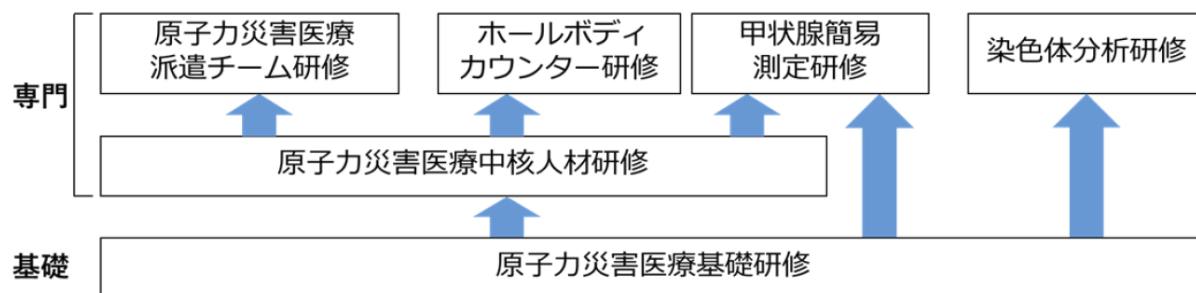 原子力災害医療
派遣チーム研修
ホールボディ
カウンター研修
甲状腺簡易
測定研修
染色体分析研修
専門
原子力災害医療中核人材研修
基礎
原子力災害医療基礎研修